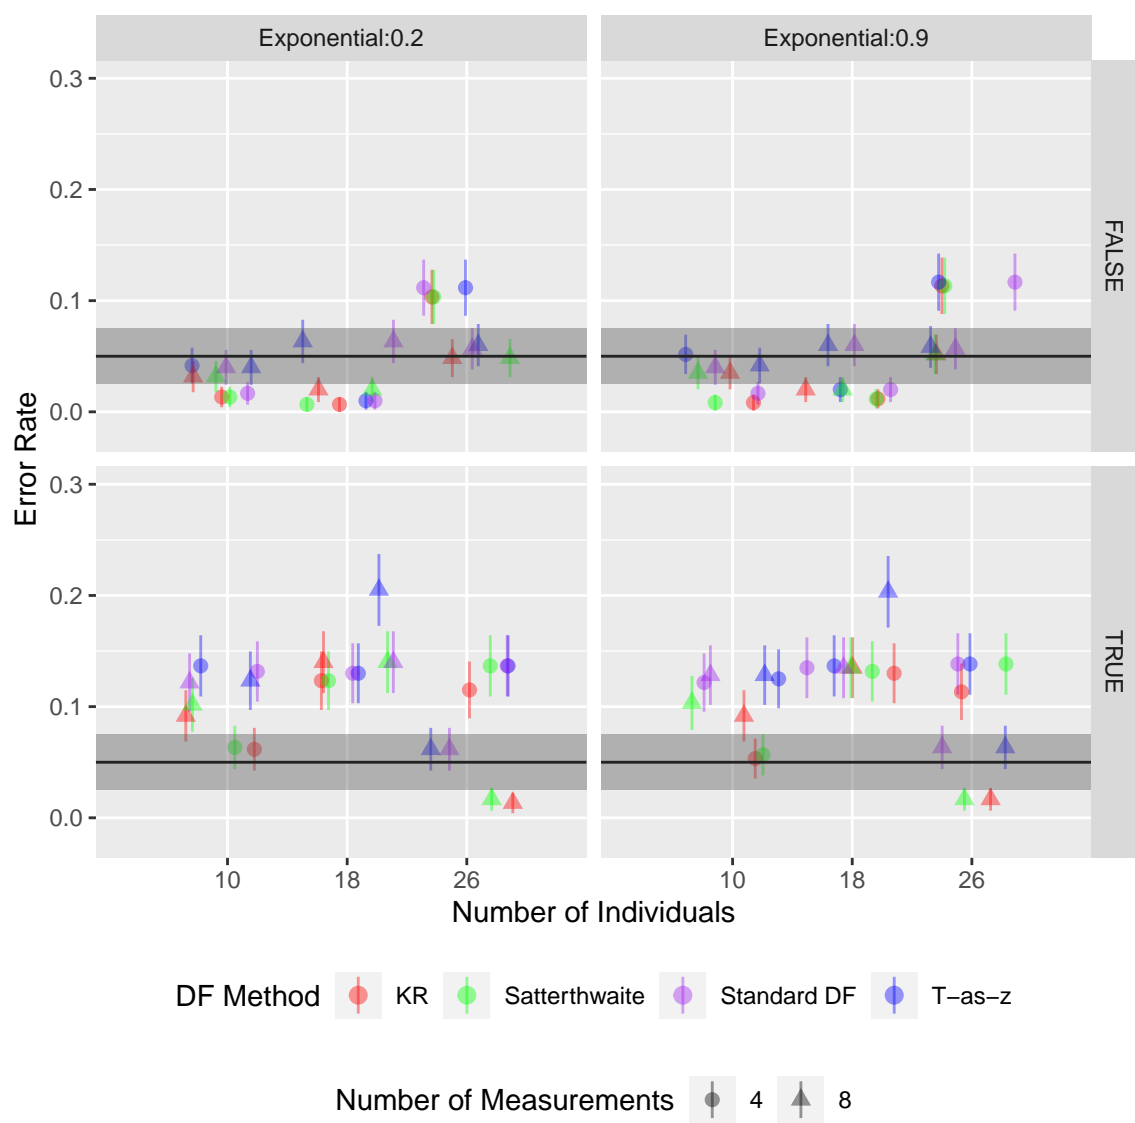 Exponential:0.2
Exponential:0.9
0.3
0.2
0.1
0.0
FALSE
0.3
0.2
0.1
0.0
TRUE
Error Rate
10 18 26
10 18 26
Number of Individuals
DF Method KR Satterthwaite Standard DF T−as−z
Number of Measurements 4 8